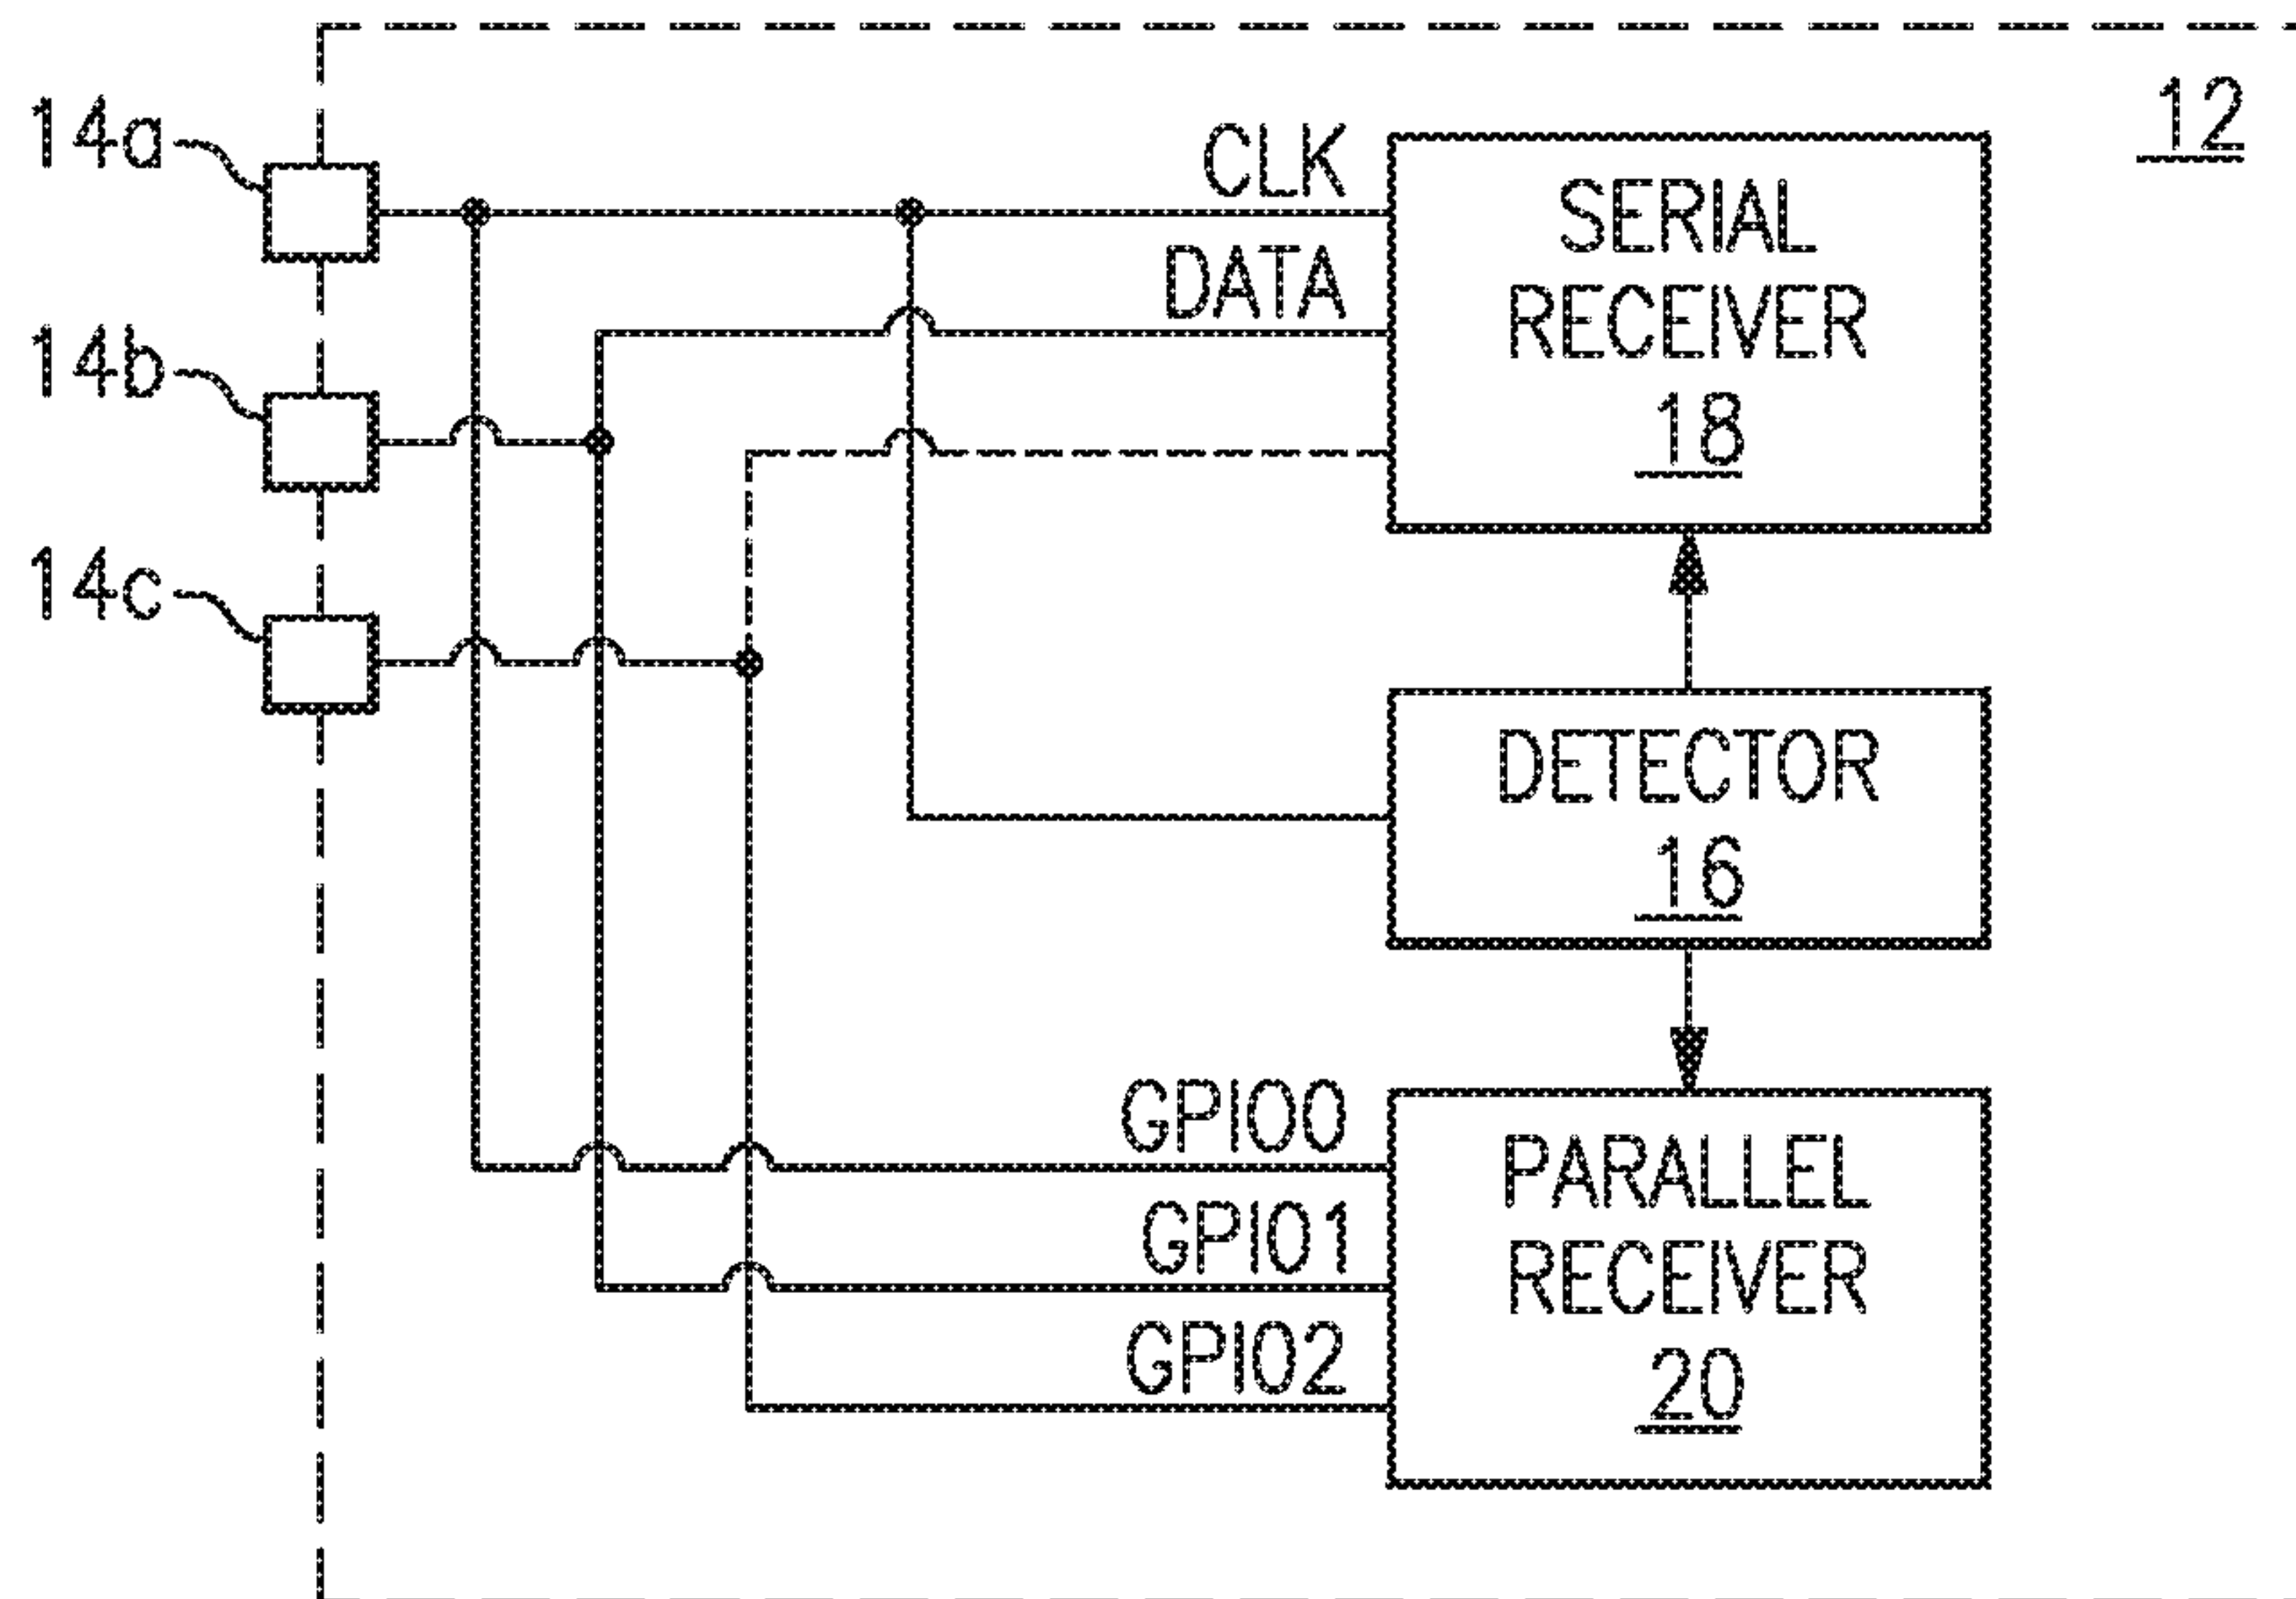 12
14a
CLK
SERIAL
RECEIVER
18
DATA
14b
14c
DETECTOR
16
GPIO0
PARALLEL
RECEIVER
20
GPIO1
GPIO2